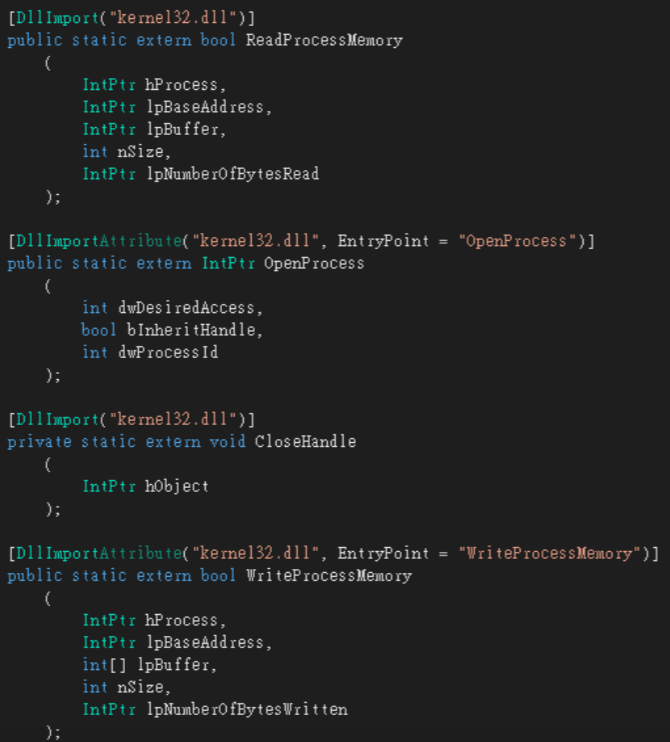 [DllImport("kernel32.dll")]
public static extern bool ReadProcessMemory
(
IntPtr hProcess,
IntPtr lpBaseAddress,
IntPtr lpBuffer,
int nSize,
IntPtr lpNumberOfBytesRead
);
[DllImportAttribute("kernel32.dll", EntryPoint = "OpenProcess")]
public static extern IntPtr OpenProcess
(
int dwDesiredAccess,
bool bInheritHandle,
int dwProcessId
);
[DllImport("kernel32.dll")]
private static extern void CloseHandle
(
IntPtr hObject
);
[DllImportAttribute("kernel32.dll", EntryPoint = "WriteProcessMemory")]
public static extern bool WriteProcessMemory
(
IntPtr hProcess,
IntPtr lpBaseAddress,
int[] lpBuffer,
int nSize,
IntPtr lpNumberOfBytesWritten
);